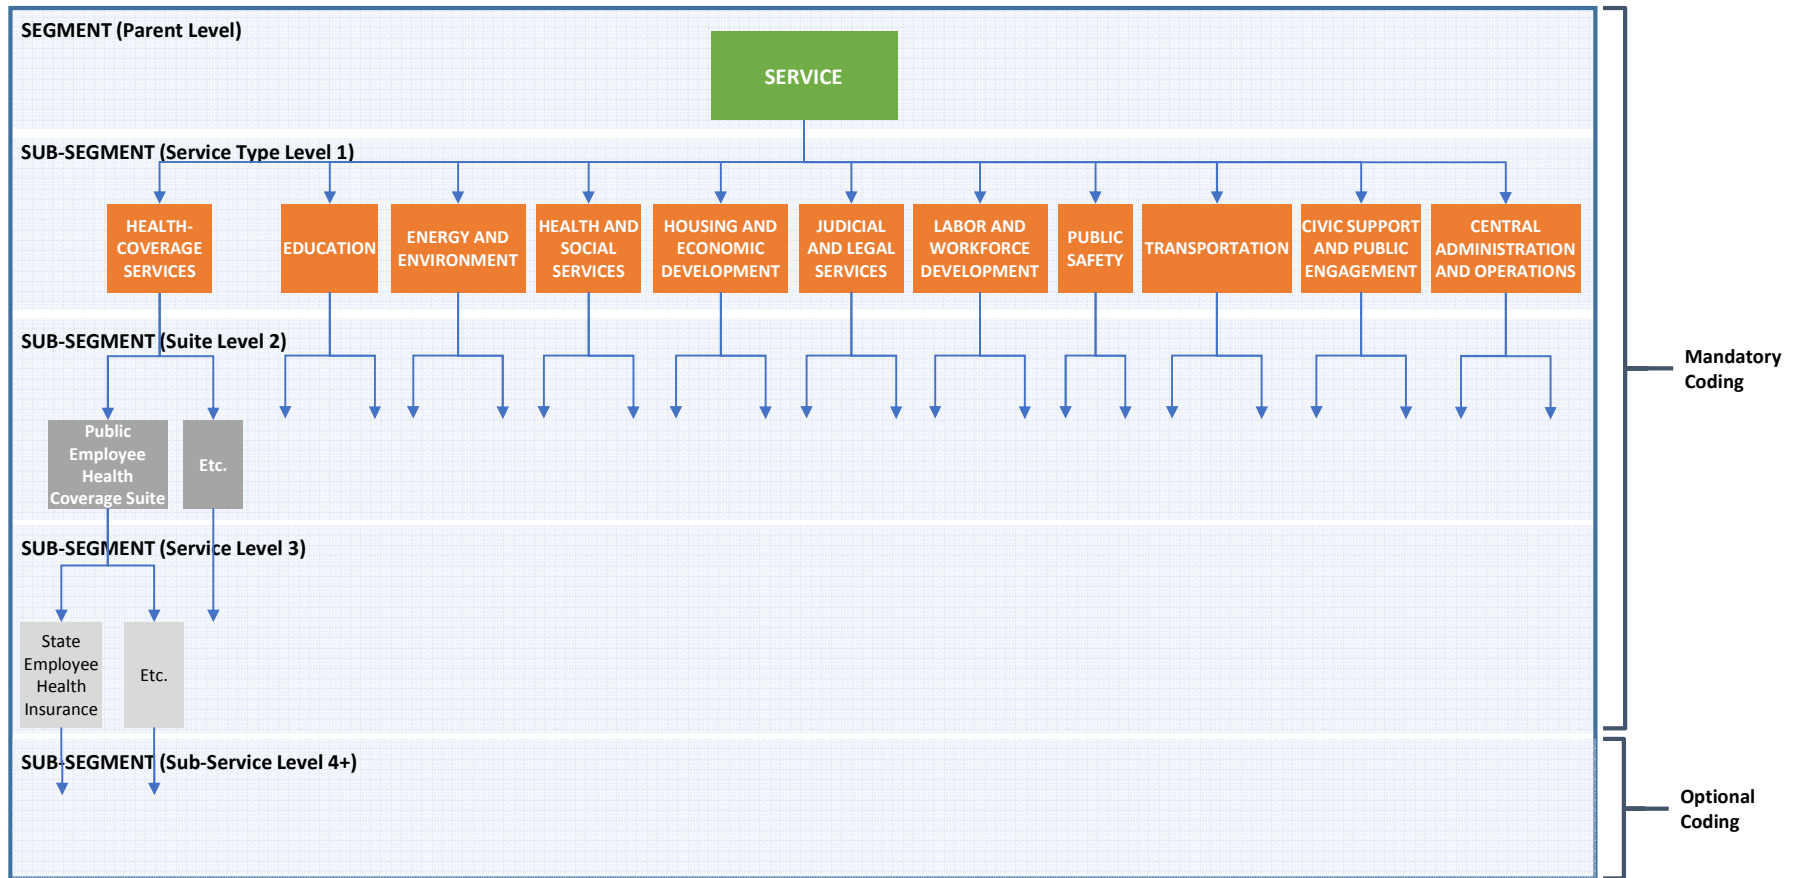 SEGMENT (Parent Level)
SERVICE
SUB-SEGMENT (Service Type Level 1)
HEALTH-
COVERAGE
SERVICES
EDUCATION
ENERGY AND
ENVIRONMENT
HEALTH AND
SOCIAL
SERVICES
HOUSING AND
ECONOMIC
DEVELOPMENT
JUDICIAL
AND LEGAL
SERVICES
LABOR AND
WORKFORCE
DEVELOPMENT
PUBLIC
SAFETY
TRANSPORTATION
CIVIC SUPPORT
AND PUBLIC
ENGAGEMENT
CENTRAL
ADMINISTRATION
AND OPERATIONS
SUB-SEGMENT (Suite Level 2)
Mandatory
Coding
Public
Employee
Health
Coverage Suite
Etc.
SUB-SEGMENT (Service Level 3)
State
Employee
Health
Insurance
Etc.
SUB-SEGMENT (Sub-Service Level 4+)
Optional
Coding